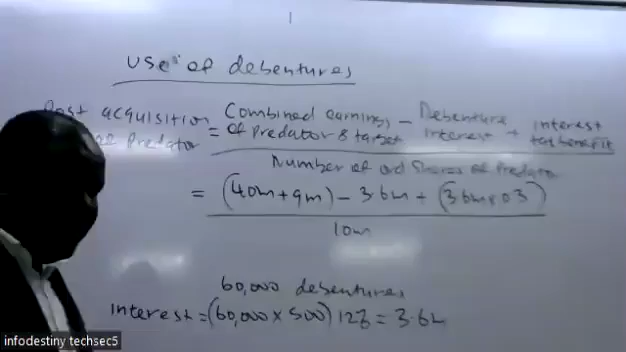 use of debentures
Post acquisition = Combined earnings of Predator & target - Debenture interest + interest tax benefit
Predator
Number of ord shares of Predator
= (40m+9m) - 3.6m + (3.6m×0.3)
10m
60,000 debentures
interest = (60,000 × 500) 12% = 3.6m
infodestiny techsec5